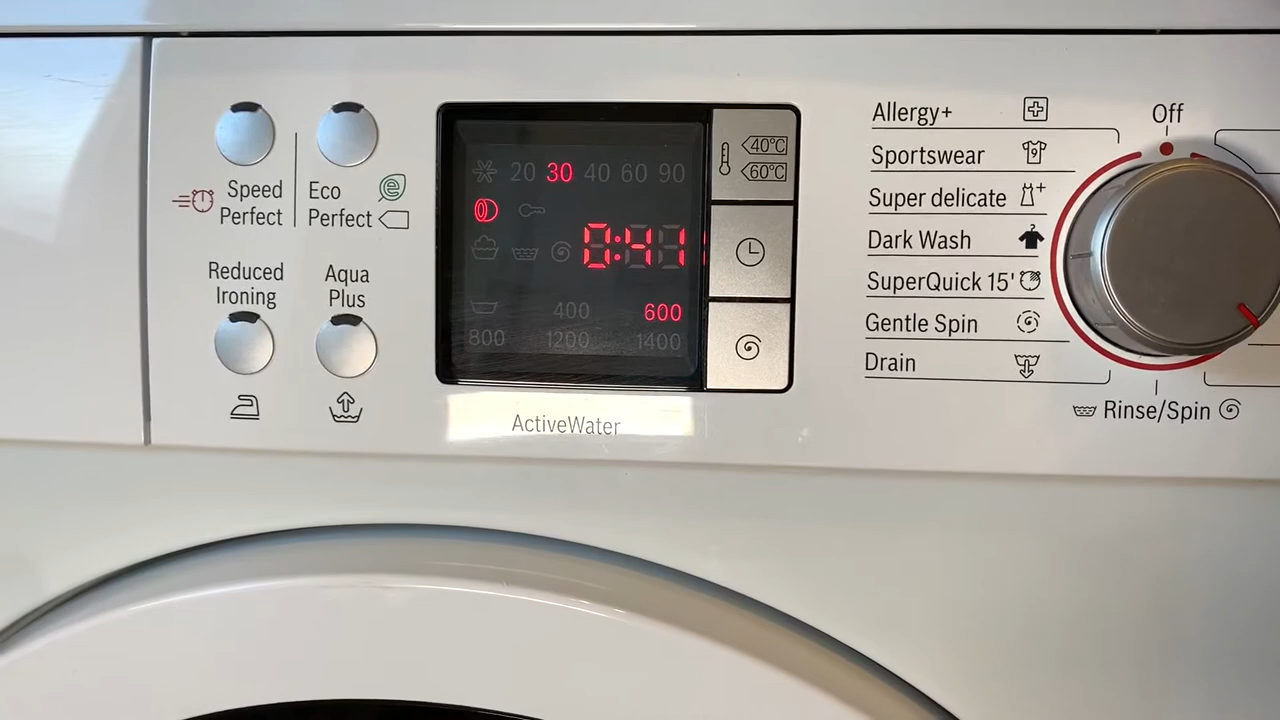 Speed
Perfect
Eco
Perfect
Reduced
Ironing
Aqua
Plus
20 30 40 60 90
0:41
400 600
800 1200 1400
40°C
60°C
ActiveWater
Allergy+
Sportswear
Super delicate
Dark Wash
SuperQuick 15'
Gentle Spin
Drain
Off
Rinse/Spin